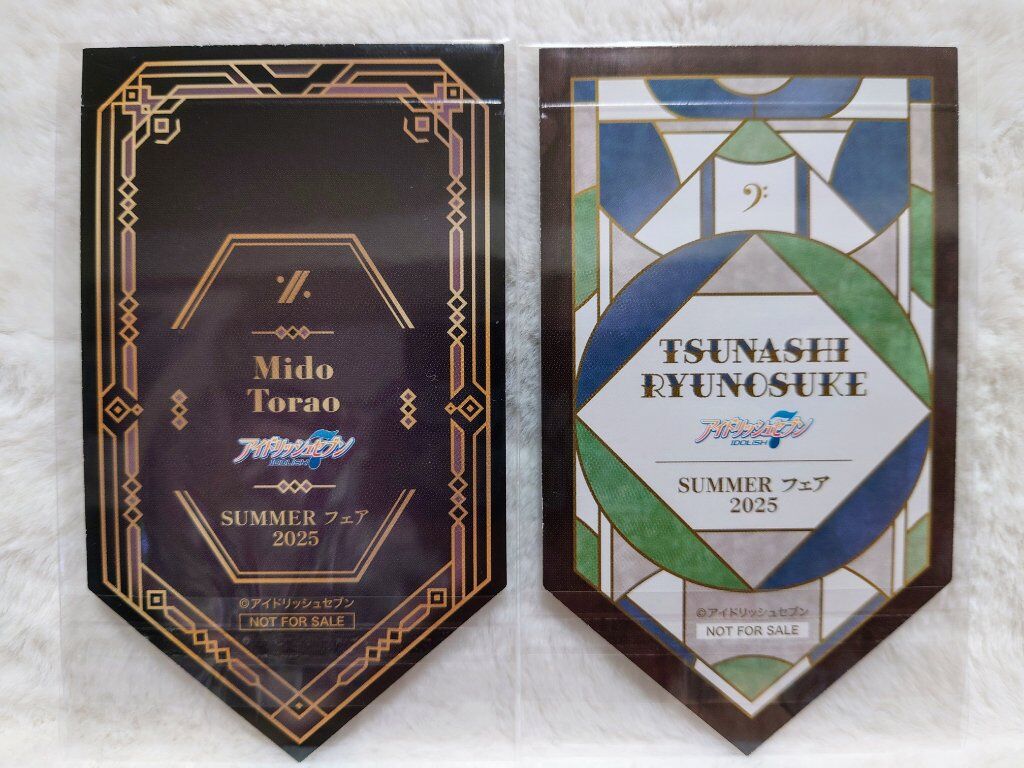 Mido
Torao
アイドリッシュセブン
IDOLISH7
SUMMER フェア
2025
©アイドリッシュセブン
NOT FOR SALE
TSUNASHI
RYUNOSUKE
アイドリッシュセブン
IDOLISH7
SUMMER フェア
2025
©アイドリッシュセブン
NOT FOR SALE